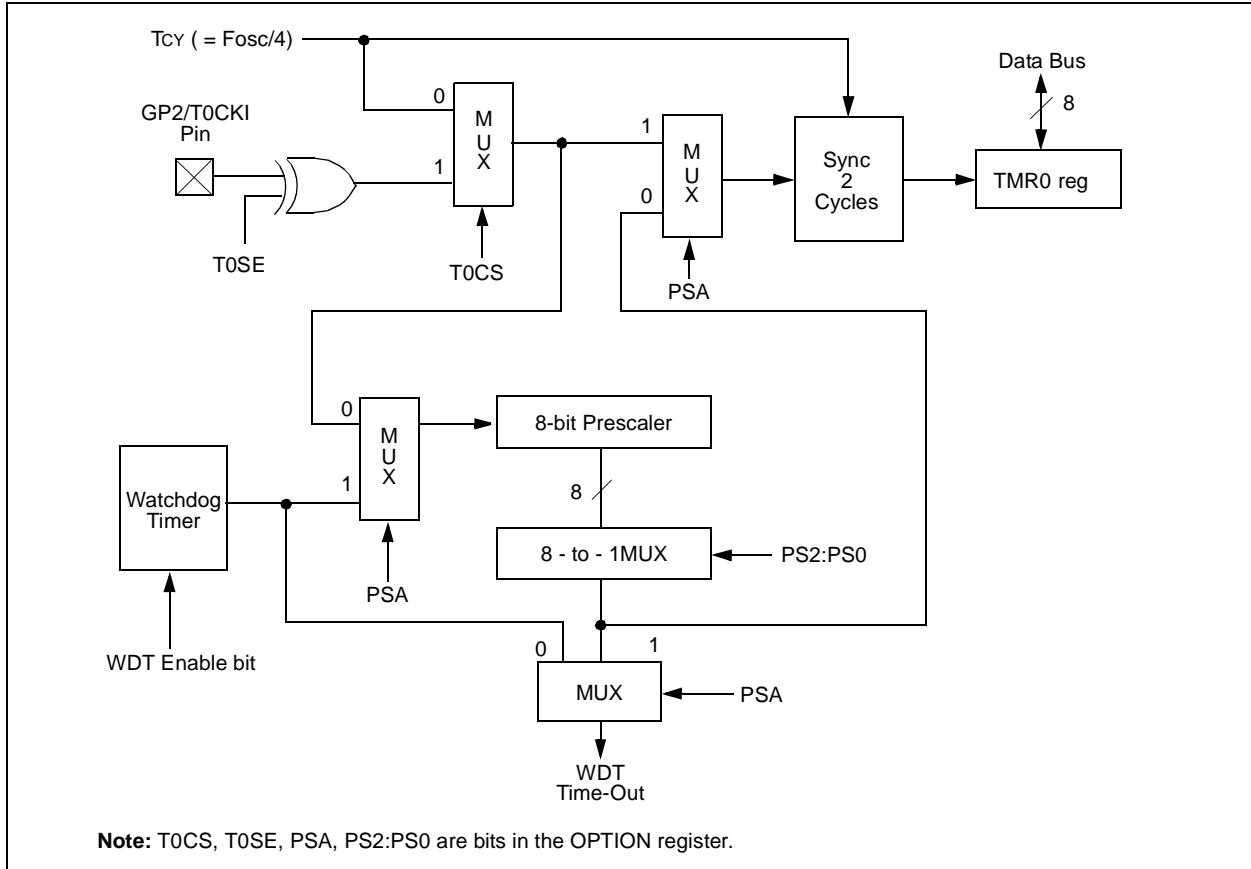 TCY ( = Fosc/4)
Data Bus
8
GP2/T0CKI
Pin
0
1
M
U
X
T0SE
T0CS
1
0
M
U
X
PSA
Sync
2
Cycles
TMR0 reg
0
1
M
U
X
PSA
8-bit Prescaler
8
8 - to - 1MUX
PS2:PS0
Watchdog
Timer
WDT Enable bit
0
1
MUX
PSA
WDT
Time-Out
Note: T0CS, T0SE, PSA, PS2:PS0 are bits in the OPTION register.